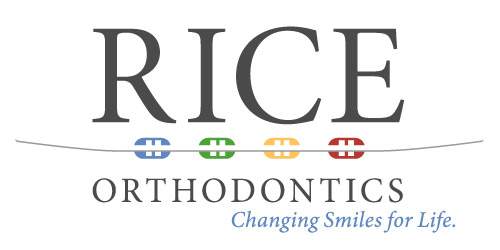 RICE
ORTHODONTICS
Changing Smiles for Life.